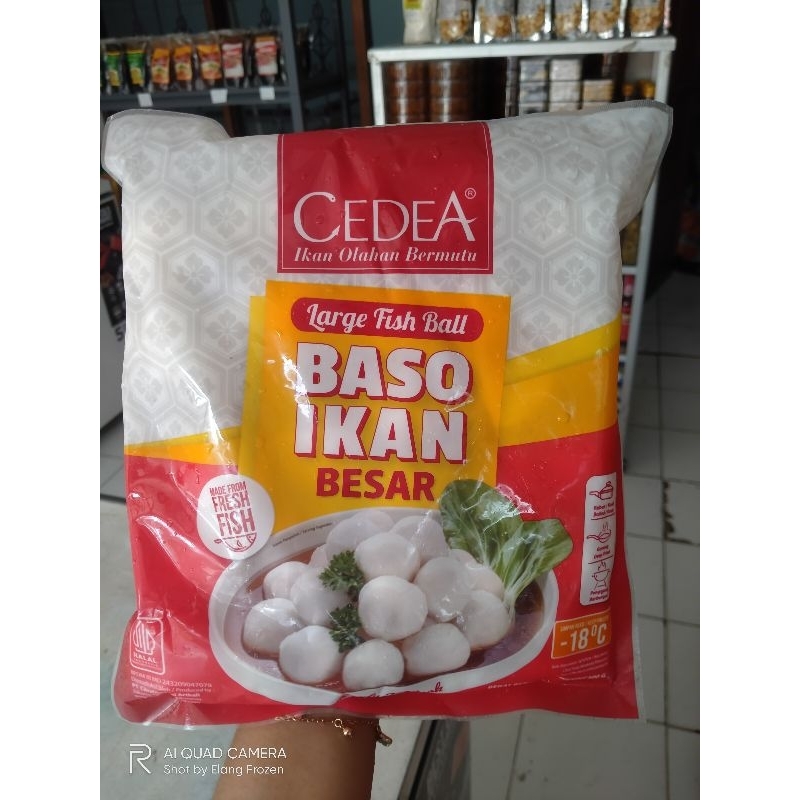 CEDEA®
Ikan Olahan Bermutu
Large Fish Ball
BASO
IKAN
BESAR
MADE FROM
FRESH
FISH
HALAL
-18°C
AI QUAD CAMERA
Shot by Elang Frozen